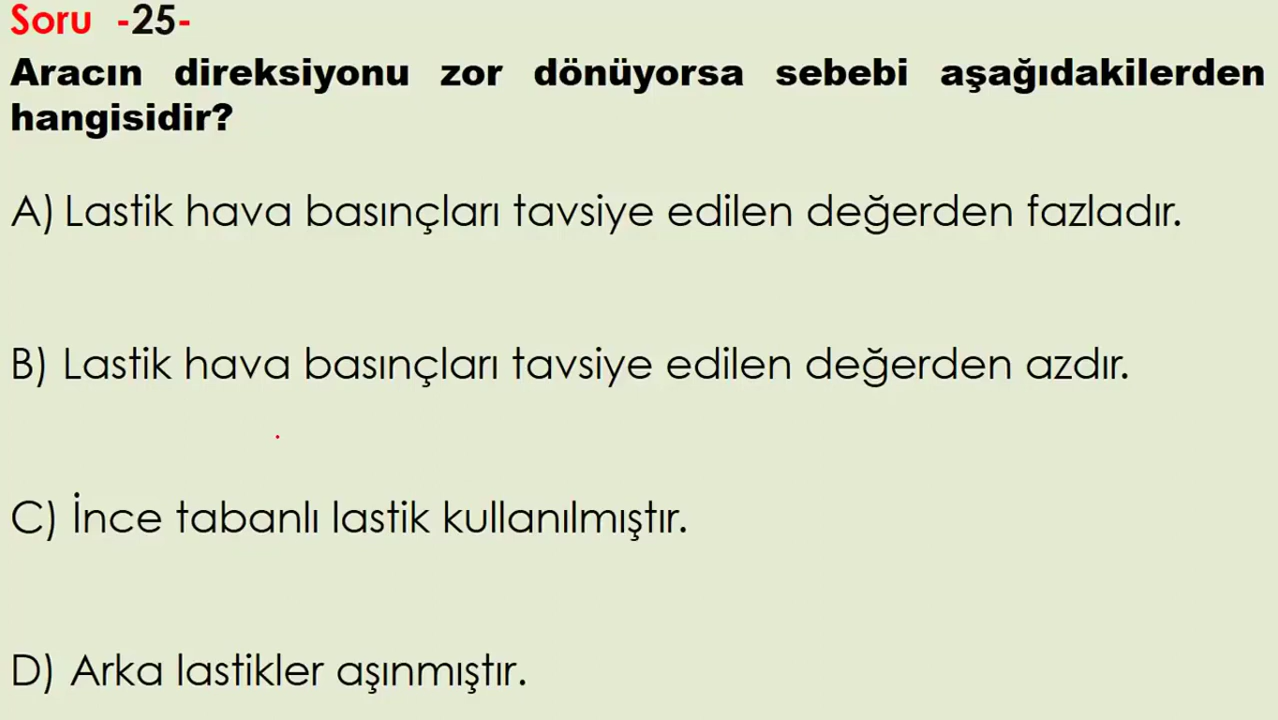 Soru -25-
Aracın direksiyonu zor dönüyorsa sebebi aşağıdakilerden
hangisidir?
A) Lastik hava basınçları tavsiye edilen değerden fazladır.
B) Lastik hava basınçları tavsiye edilen değerden azdır.
C) İnce tabanlı lastik kullanılmıştır.
D) Arka lastikler aşınmıştır.